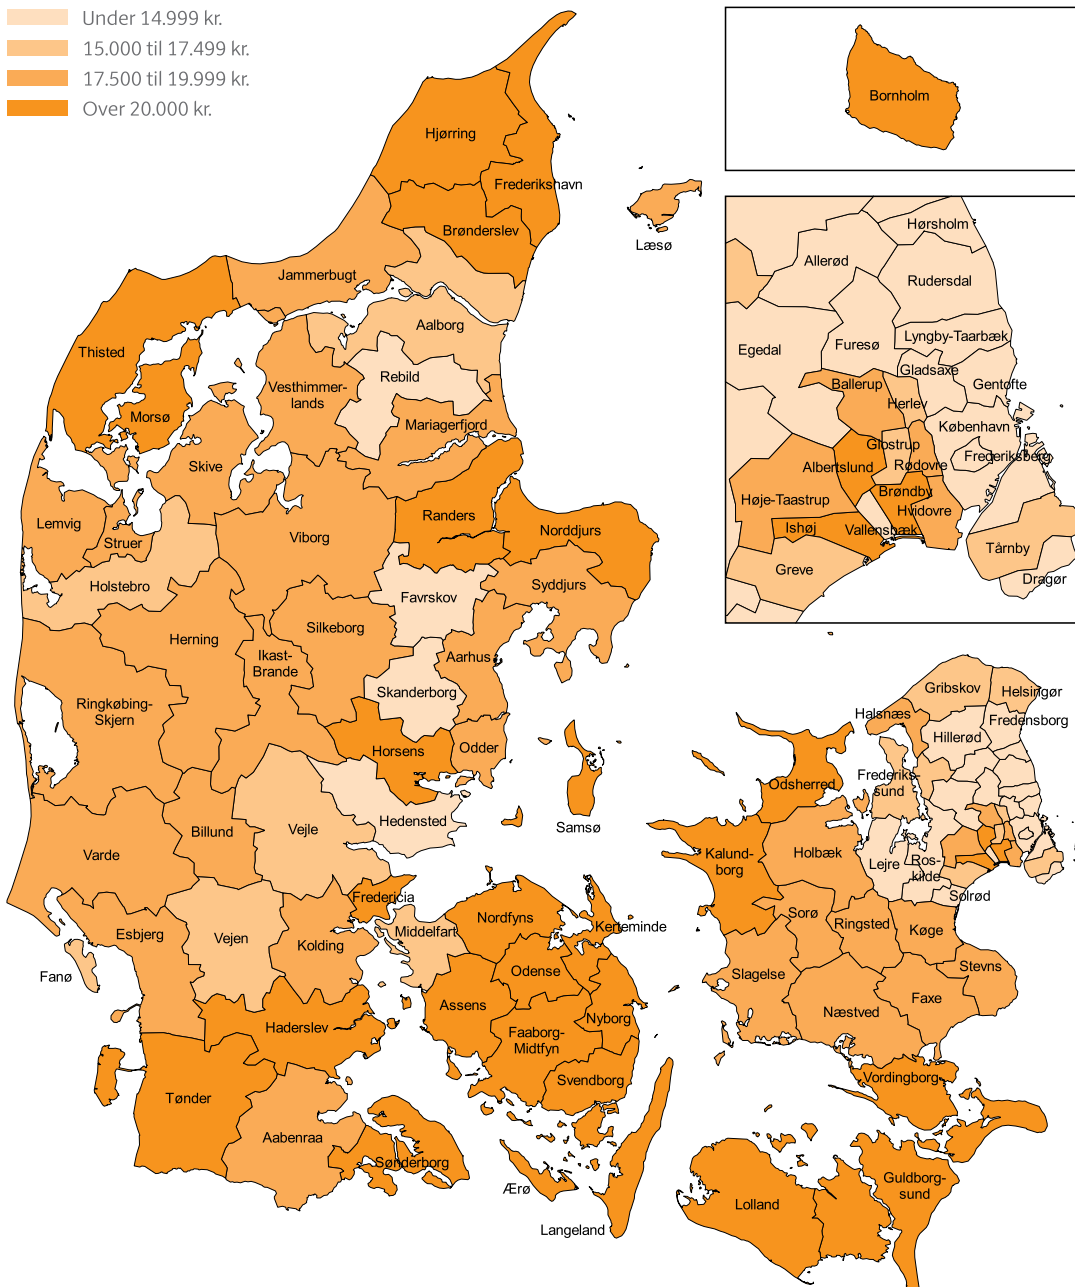 Under 14.999 kr.
15.000 til 17.499 kr.
17.500 til 19.999 kr.
Over 20.000 kr.
Bornholm
Hjørring
Frederikshavn
Brønderslev
Læsø
Jammerbugt
Aalborg
Thisted
Rebild
Vesthimmer-
lands
Morsø
Mariagerfjord
Skive
Lemvig
Struer
Viborg
Randers
Norddjurs
Holstebro
Favrskov
Syddjurs
Silkeborg
Herning
Ikast-
Brande
Aarhus
Skanderborg
Ringkøbing-
Skjern
Horsens
Odder
Hedensted
Samsø
Billund
Vejle
Varde
Fredericia
Esbjerg
Vejen
Kolding
Middelfart
Nordfyns
Kerteminde
Fanø
Odense
Assens
Nyborg
Haderslev
Faaborg-
Midtfyn
Svendborg
Tønder
Aabenraa
Sønderborg
Ærø
Langeland
Hørsholm
Allerød
Rudersdal
Egedal
Furesø
Lyngby-Taarbæk
Gladsaxe
Gentofte
Ballerup
Herlev
København
Glostrup
Frederiksberg
Albertslund
Rødovre
Høje-Taastrup
Brøndby
Hvidovre
Ishøj
Vallensbæk
Tårnby
Greve
Dragør
Gribskov
Helsingør
Halsnæs
Fredensborg
Hillerød
Odsherred
Frederiks-
sund
Kalund-
borg
Holbæk
Lejre
Ros-
kilde
Solrød
Sorø
Ringsted
Køge
Slagelse
Stevns
Faxe
Næstved
Vordingborg
Guldborg-
sund
Lolland